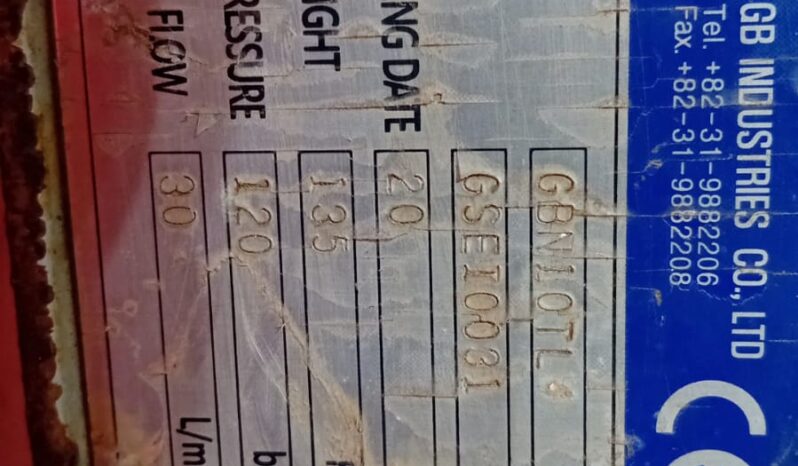 GB INDUSTRIES CO., LTD
Tel. +82-31-9882206
Fax. +82-31-9882208
GBN10TL
GSE10031
NG DATE 20
IGHT 135
RESSURE 120 b
FLOW 30 L/m